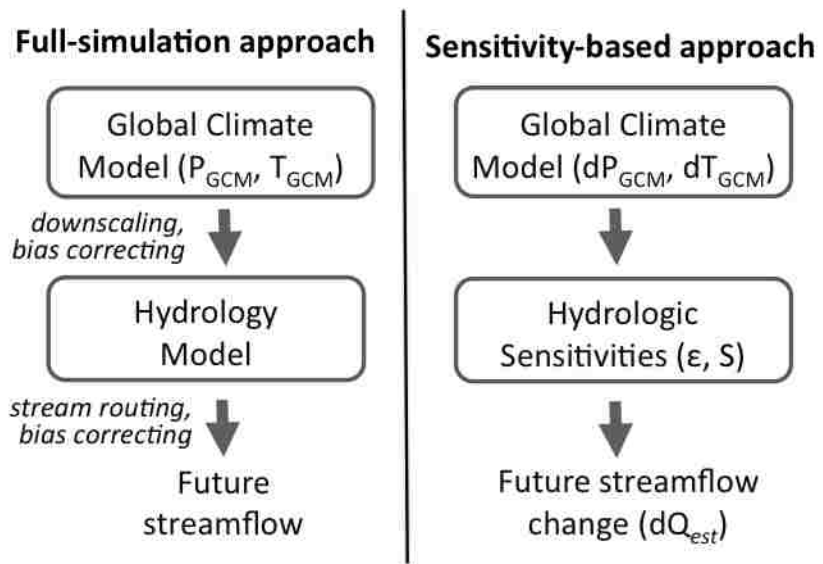 Full-simulation approach
Global Climate
Model (P_GCM, T_GCM)
downscaling,
bias correcting
Hydrology
Model
stream routing,
bias correcting
Future
streamflow
Sensitivity-based approach
Global Climate
Model (dP_GCM, dT_GCM)
Hydrologic
Sensitivities (ε, S)
Future streamflow
change (dQ_est)